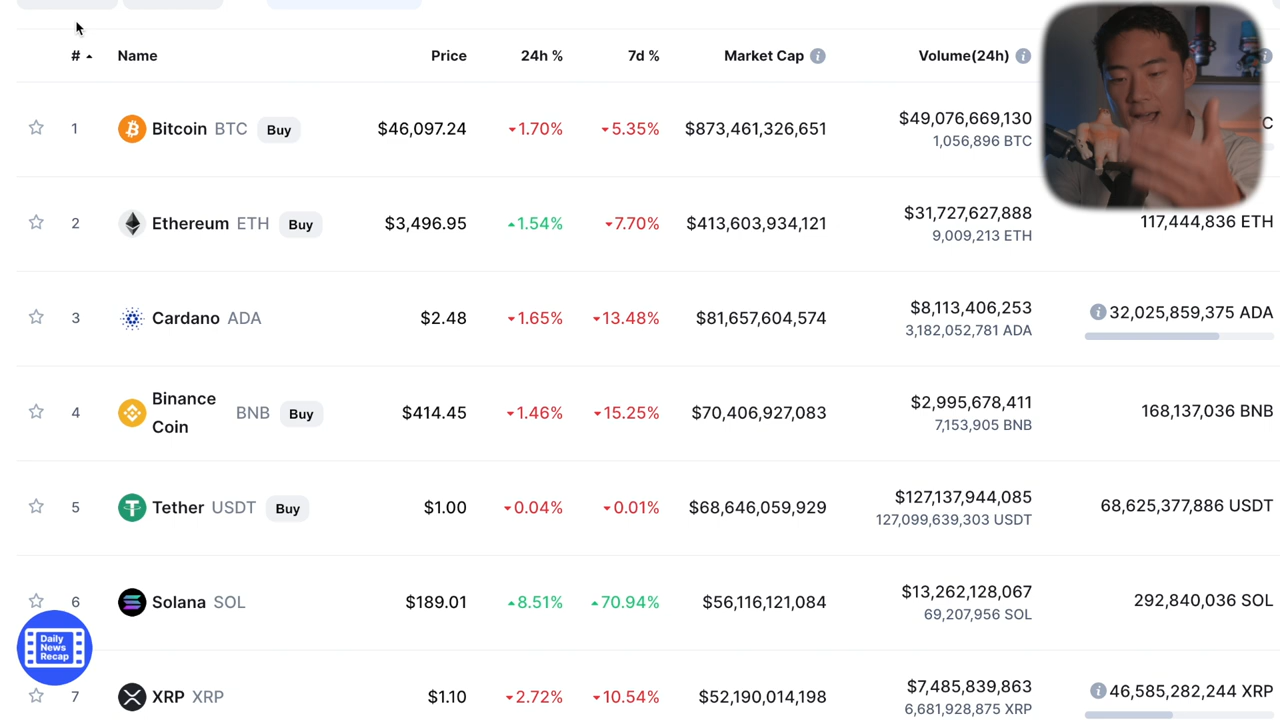 # Name Price 24h % 7d % Market Cap Volume(24h)
1 Bitcoin BTC Buy $46,097.24 1.70% 5.35% $873,461,326,651 $49,076,669,130
1,056,896 BTC
C
2 Ethereum ETH Buy $3,496.95 1.54% 7.70% $413,603,934,121 $31,727,627,888
9,009,213 ETH
117,444,836 ETH
3 Cardano ADA $2.48 1.65% 13.48% $81,657,604,574 $8,113,406,253
3,182,052,781 ADA
32,025,859,375 ADA
4 Binance
Coin BNB Buy $414.45 1.46% 15.25% $70,406,927,083 $2,995,678,411
7,153,905 BNB
168,137,036 BNB
5 Tether USDT Buy $1.00 0.04% 0.01% $68,646,059,929 $127,137,944,085
127,099,639,303 USDT
68,625,377,886 USDT
6 Solana SOL $189.01 8.51% 70.94% $56,116,121,084 $13,262,128,067
69,207,956 SOL
292,840,036 SOL
Daily
News
Recap
7 XRP XRP $1.10 2.72% 10.54% $52,190,014,198 $7,485,839,863
6,681,928,875 XRP
46,585,282,244 XRP